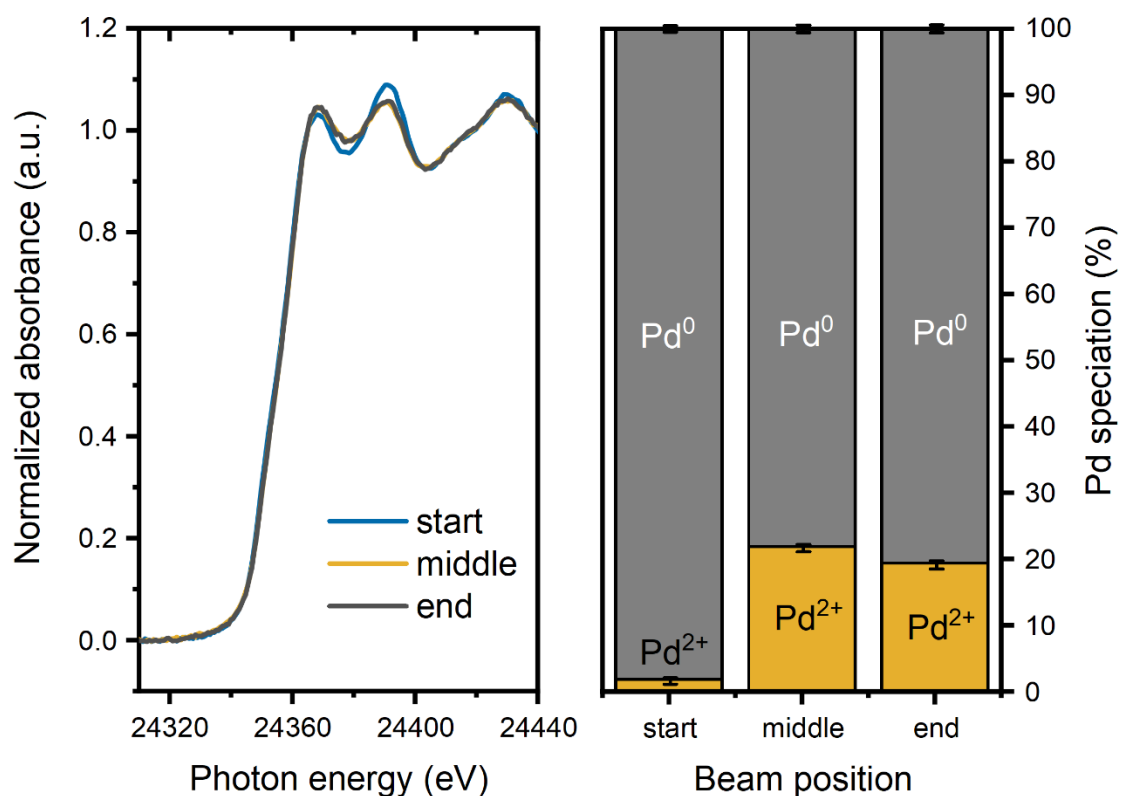 Normalized absorbance (a.u.)
1.2
1.0
0.8
0.6
0.4
0.2
0.0
start
middle
end
24320
24360
24400
24440
Photon energy (eV)
Pd⁰
Pd⁰
Pd⁰
Pd²⁺
Pd²⁺
Pd²⁺
100
90
80
70
60
50
40
30
20
10
0
Pd speciation (%)
start
middle
end
Beam position